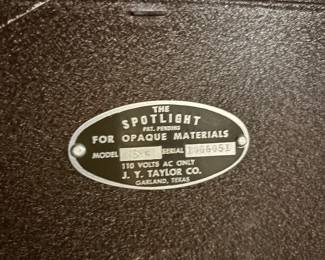 THE
SPOTLIGHT
PAT. PENDING
FOR OPAQUE MATERIALS
MODEL SERIAL
110 VOLTS AC ONLY
J. Y. TAYLOR CO.
GARLAND, TEXAS